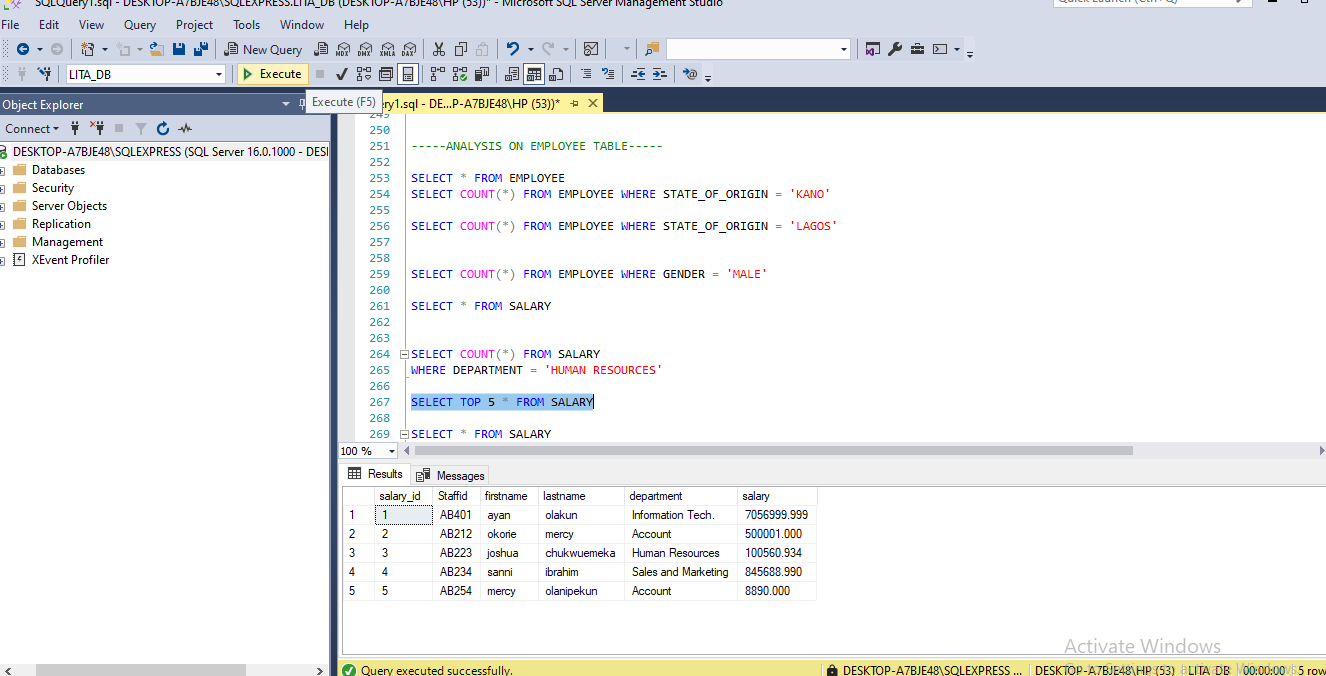 SQLQuery1.sql - DESKTOP-A7BJE48\SQLEXPRESS.LITA_DB (DESKTOP-A7BJE48\HP (53))* - Microsoft SQL Server Management Studio
Quick Launch (Ctrl+Q)
File Edit View Query Project Tools Window Help
New Query MDX DMX XMLA DAX
LITA_DB Execute
Object Explorer Execute (F5) ery1.sql - DE...P-A7BJE48\HP (53))*
Connect
DESKTOP-A7BJE48\SQLEXPRESS (SQL Server 16.0.1000 - DESI
Databases
Security
Server Objects
Replication
Management
XEvent Profiler
249
250
251 -----ANALYSIS ON EMPLOYEE TABLE-----
252
253 SELECT * FROM EMPLOYEE
254 SELECT COUNT(*) FROM EMPLOYEE WHERE STATE_OF_ORIGIN = 'KANO'
255
256 SELECT COUNT(*) FROM EMPLOYEE WHERE STATE_OF_ORIGIN = 'LAGOS'
257
258
259 SELECT COUNT(*) FROM EMPLOYEE WHERE GENDER = 'MALE'
260
261 SELECT * FROM SALARY
262
263
264 SELECT COUNT(*) FROM SALARY
265 WHERE DEPARTMENT = 'HUMAN RESOURCES'
266
267 SELECT TOP 5 * FROM SALARY
268
269 SELECT * FROM SALARY
100 %
Results Messages
salary_id Staffid firstname lastname department salary
1 1 AB401 ayan olakun Information Tech. 7056999.999
2 2 AB212 okorie mercy Account 500001.000
3 3 AB223 joshua chukwuemeka Human Resources 100560.934
4 4 AB234 sanni ibrahim Sales and Marketing 845688.990
5 5 AB254 mercy olanipekun Account 8890.000
Activate Windows
Query executed successfully. DESKTOP-A7BJE48\SQLEXPRESS ... DESKTOP-A7BJE48\HP (53) LITA_DB 00:00:00 5 row